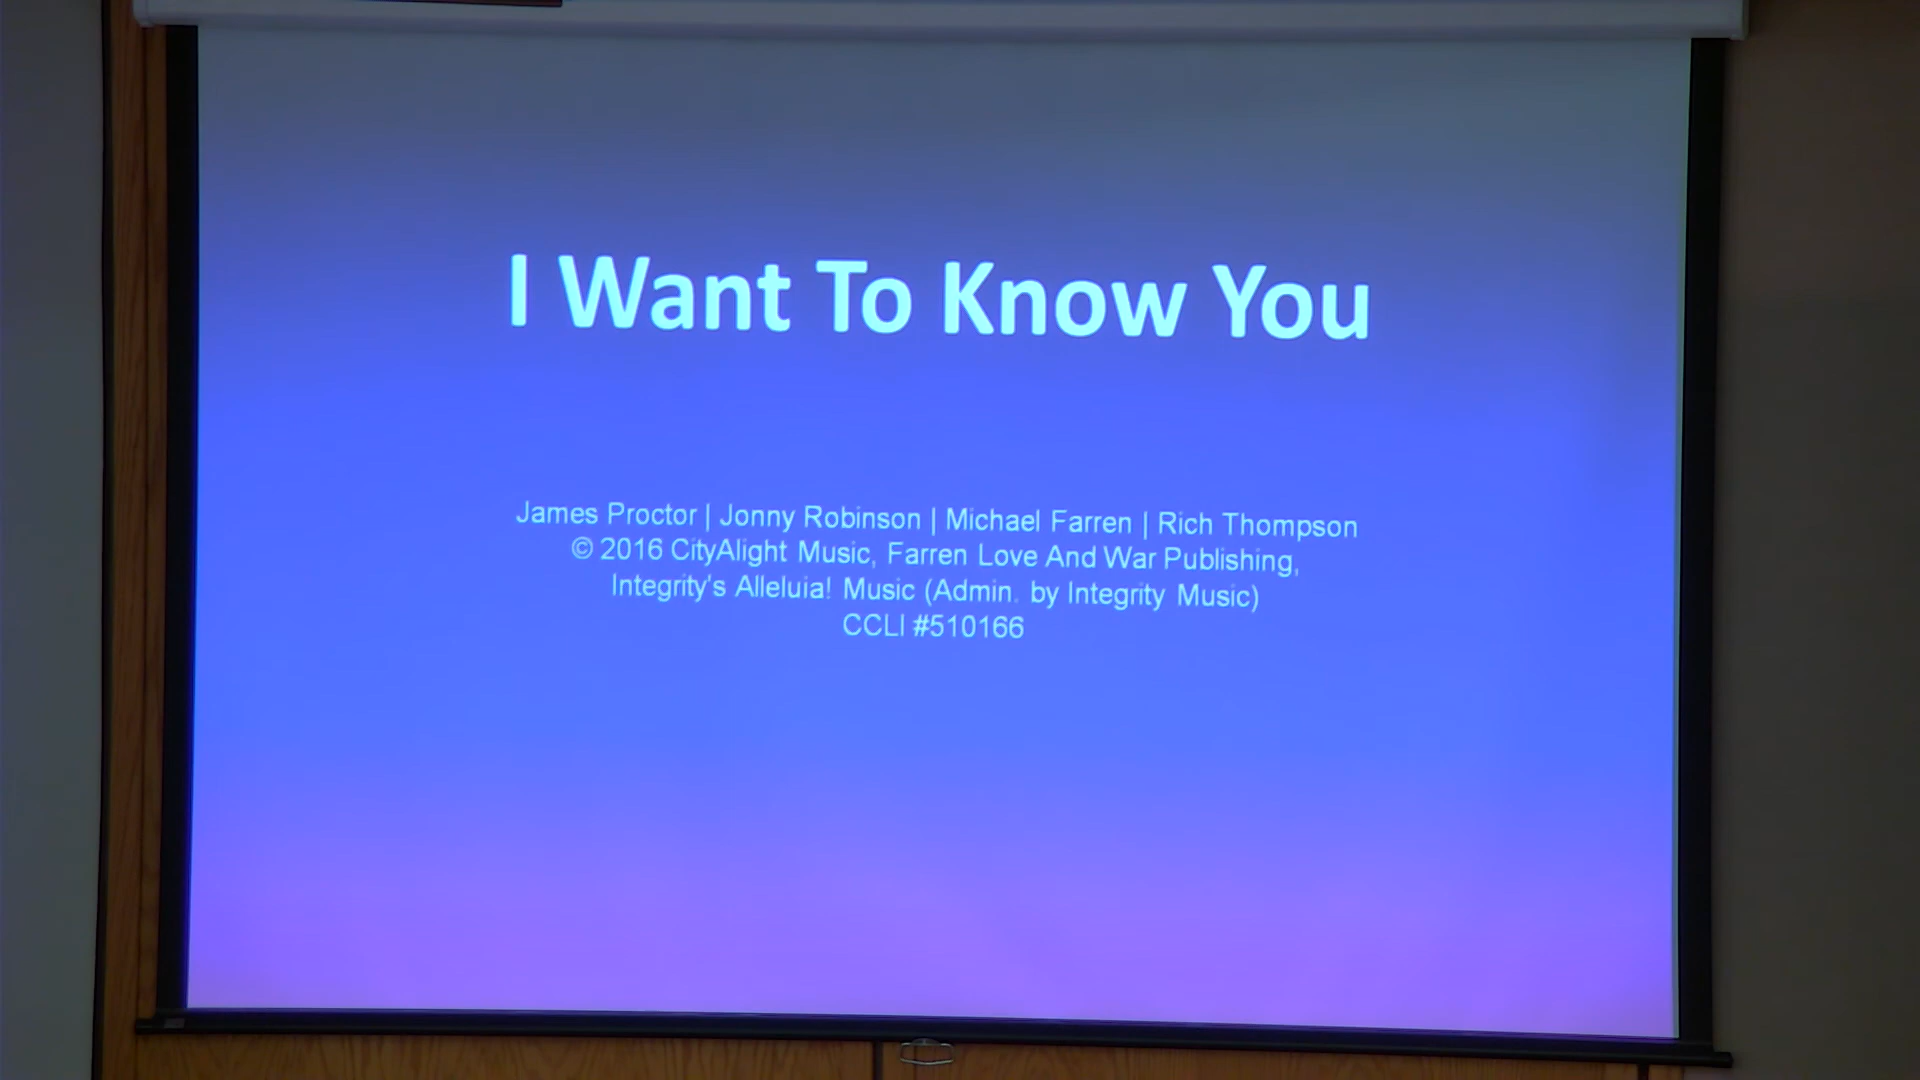 I Want To Know You
James Proctor | Jonny Robinson | Michael Farren | Rich Thompson
© 2016 CityAlight Music, Farren Love And War Publishing,
Integrity's Alleluia! Music (Admin. by Integrity Music)
CCLI #510166